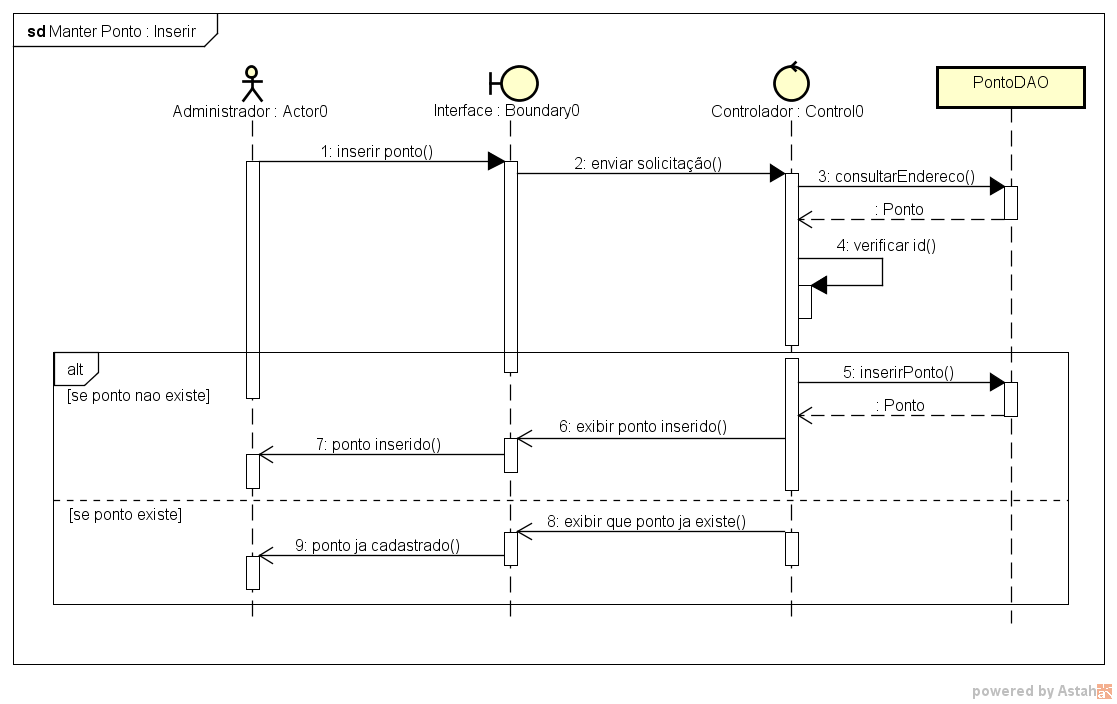 sd Manter Ponto : Inserir
Administrador : Actor0
Interface : Boundary0
Controlador : Control0
PontoDAO
1: inserir ponto()
2: enviar solicitação()
3: consultarEndereco()
: Ponto
4: verificar id()
alt
[se ponto nao existe]
5: inserirPonto()
: Ponto
6: exibir ponto inserido()
7: ponto inserido()
[se ponto existe]
8: exibir que ponto ja existe()
9: ponto ja cadastrado()
powered by Astah